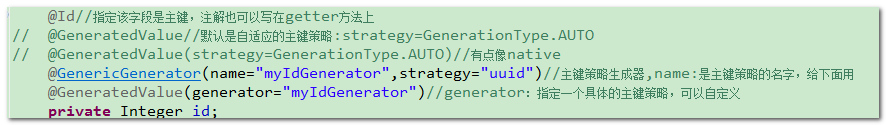 @Id//指定该字段是主键，注解也可以写在getter方法上
// @GeneratedValue//默认是自适应的主键策略:strategy=GenerationType.AUTO
// @GeneratedValue(strategy=GenerationType.AUTO)//有点像native
@GenericGenerator(name="myIdGenerator",strategy="uuid")//主键策略生成器,name:是主键策略的名字，给下面用
@GeneratedValue(generator="myIdGenerator")//generator：指定一个具体的主键策略，可以自定义
private Integer id;